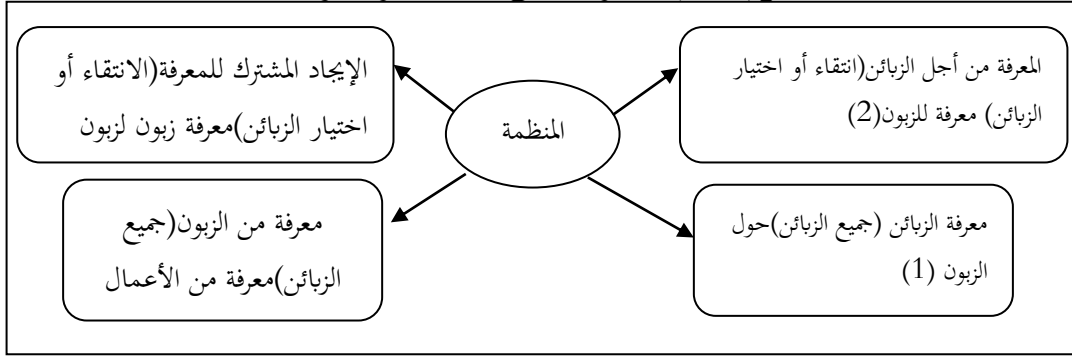 المعرفة من أجل الزبائن(انتقاء أو اختيار
الزبائن) معرفة للزبون(2)
الإيجاد المشترك للمعرفة(الانتقاء أو
اختيار الزبائن)معرفة زبون لزبون
المنظمة
معرفة الزبائن (جميع الزبائن)حول
الزبون (1)
معرفة من الزبون(جميع
الزبائن)معرفة من الأعمال